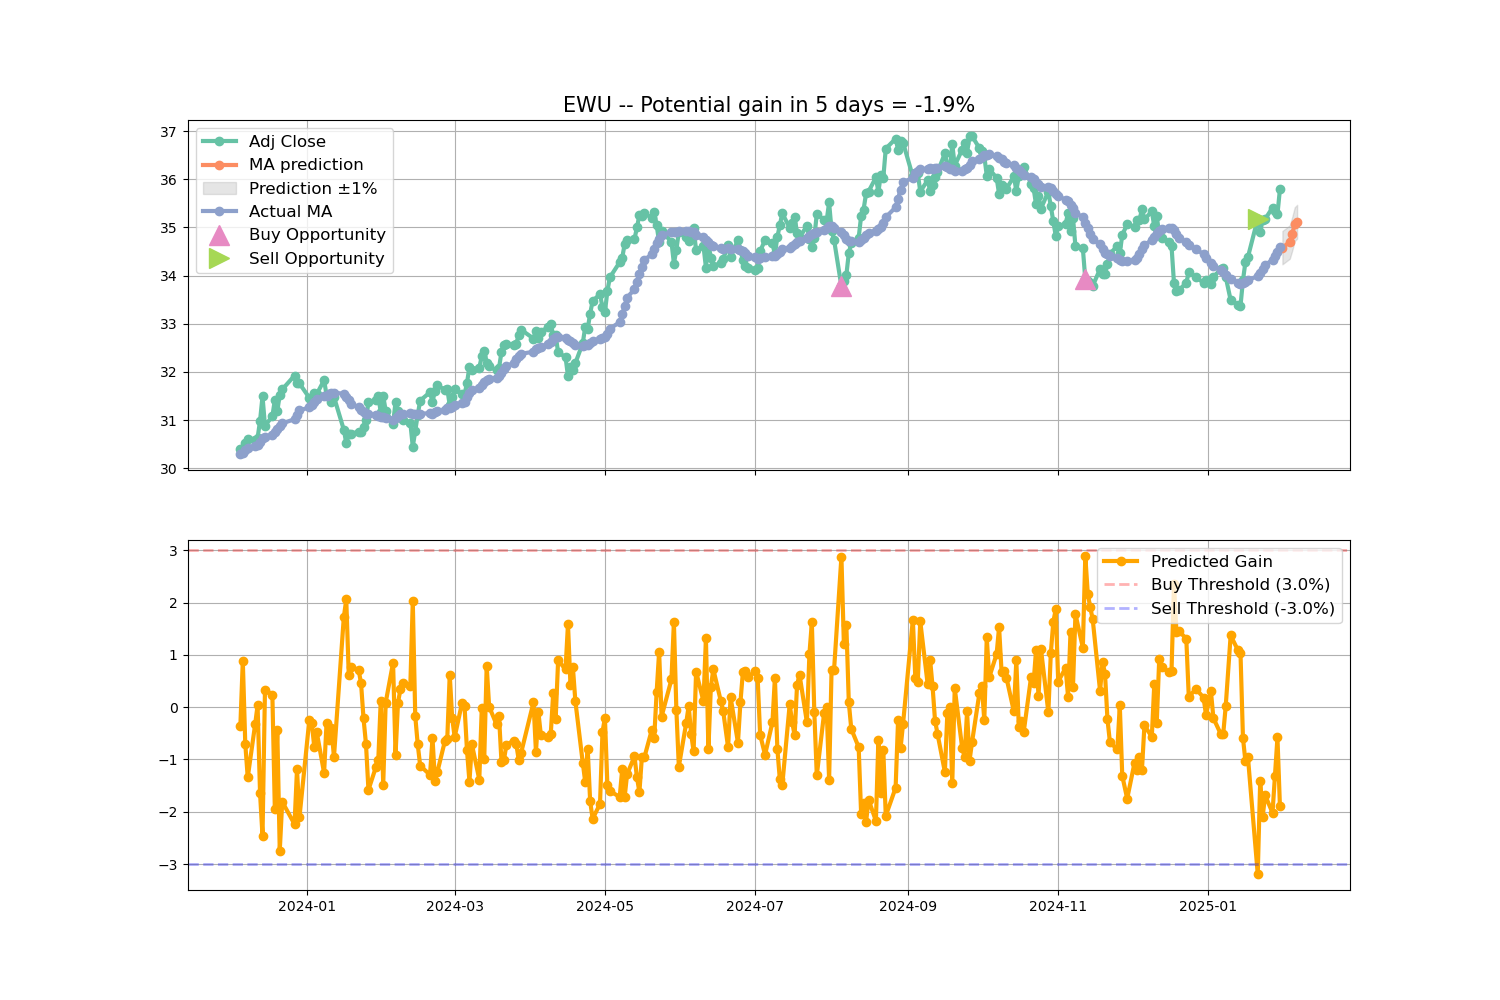 EWU -- Potential gain in 5 days = -1.9%
37
36
35
34
33
32
31
30
Adj Close
MA prediction
Prediction ±1%
Actual MA
Buy Opportunity
Sell Opportunity
3
2
1
0
−1
−2
−3
Predicted Gain
Buy Threshold (3.0%)
Sell Threshold (-3.0%)
2024-01
2024-03
2024-05
2024-07
2024-09
2024-11
2025-01